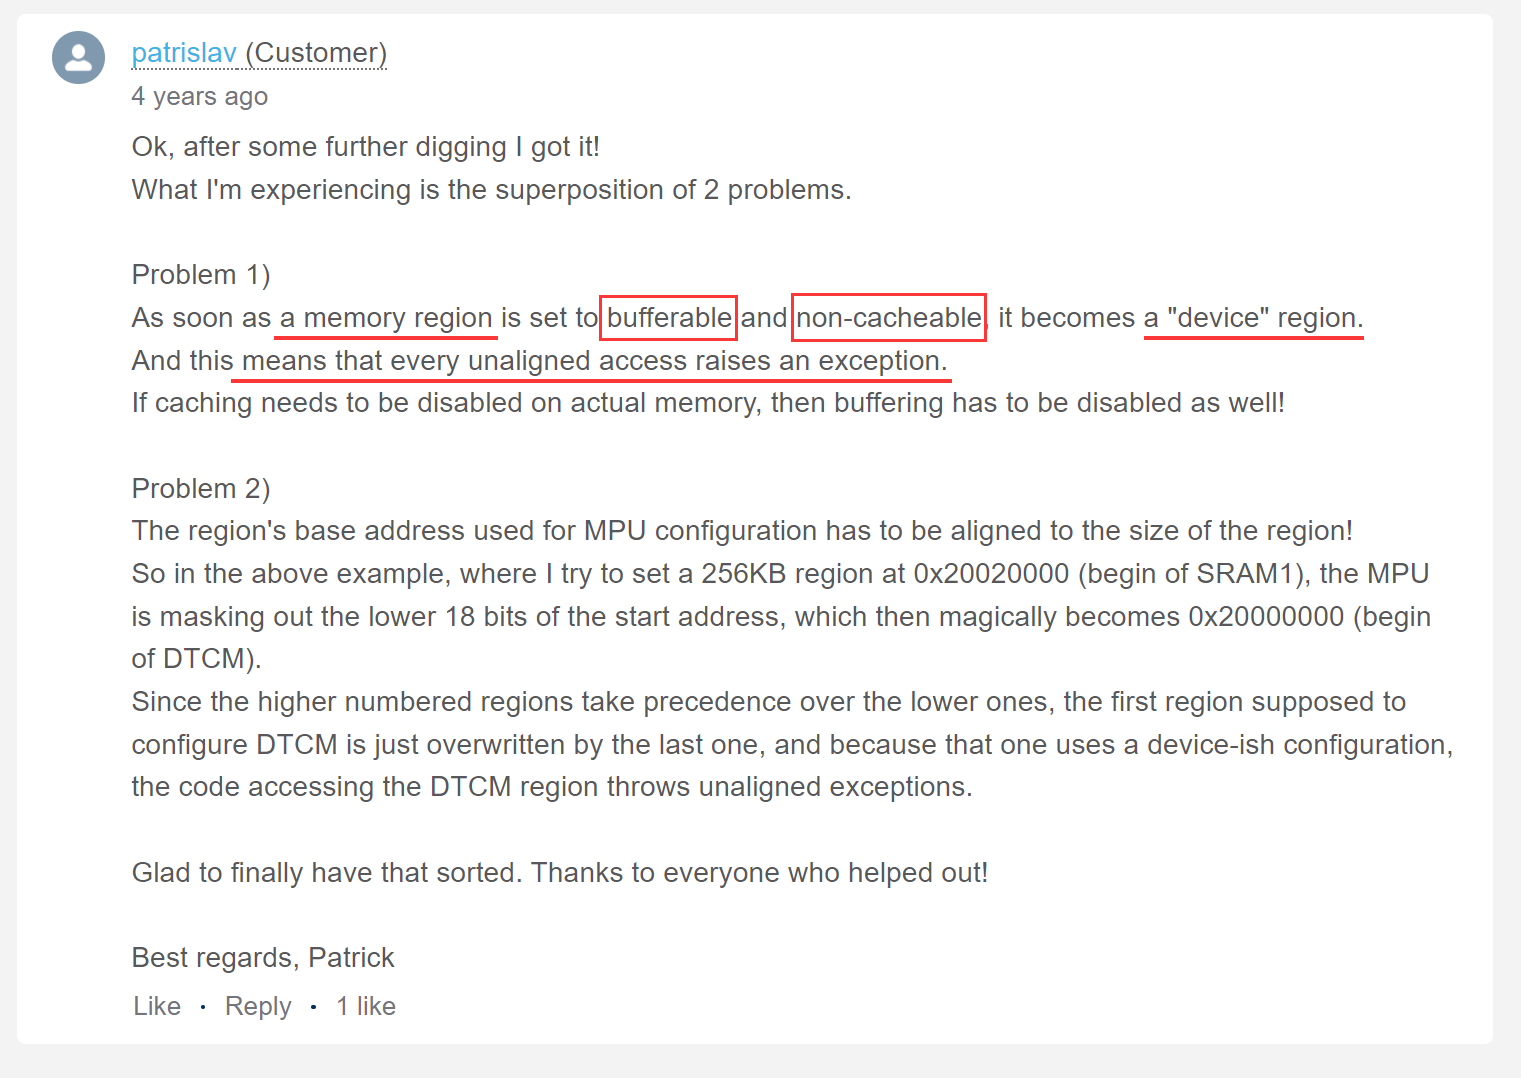 patrislav (Customer)
4 years ago
Ok, after some further digging I got it!
What I'm experiencing is the superposition of 2 problems.
Problem 1)
As soon as a memory region is set to bufferable and non-cacheable, it becomes a "device" region.
And this means that every unaligned access raises an exception.
If caching needs to be disabled on actual memory, then buffering has to be disabled as well!
Problem 2)
The region's base address used for MPU configuration has to be aligned to the size of the region!
So in the above example, where I try to set a 256KB region at 0x20020000 (begin of SRAM1), the MPU
is masking out the lower 18 bits of the start address, which then magically becomes 0x20000000 (begin
of DTCM).
Since the higher numbered regions take precedence over the lower ones, the first region supposed to
configure DTCM is just overwritten by the last one, and because that one uses a device-ish configuration,
the code accessing the DTCM region throws unaligned exceptions.
Glad to finally have that sorted. Thanks to everyone who helped out!
Best regards, Patrick
Like · Reply · 1 like